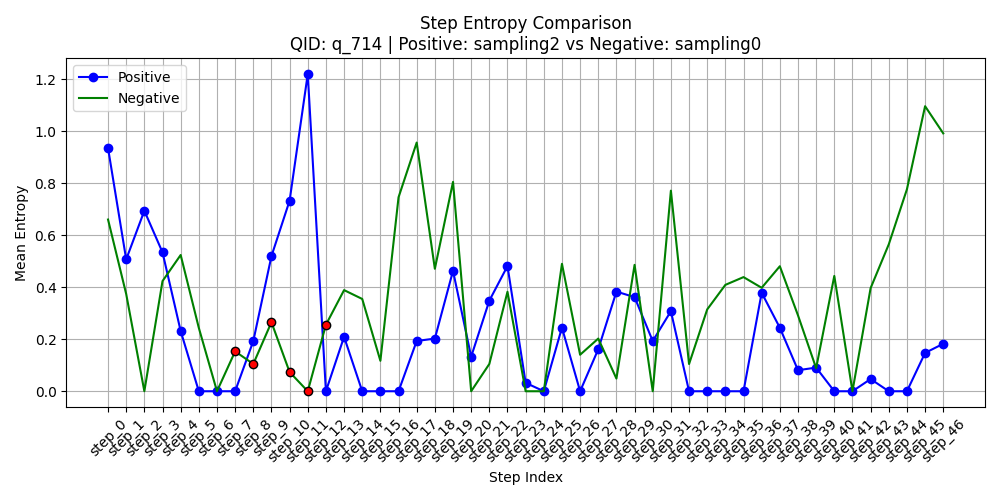 Step Entropy Comparison
QID: q_714 | Positive: sampling2 vs Negative: sampling0
Positive
Negative
Mean Entropy
1.2
1.0
0.8
0.6
0.4
0.2
0.0
step_0
step_1
step_2
step_3
step_4
step_5
step_6
step_7
step_8
step_9
step_10
step_11
step_12
step_13
step_14
step_15
step_16
step_17
step_18
step_19
step_20
step_21
step_22
step_23
step_24
step_25
step_26
step_27
step_28
step_29
step_30
step_31
step_32
step_33
step_34
step_35
step_36
step_37
step_38
step_39
step_40
step_41
step_42
step_43
step_44
step_45
step_46
Step Index